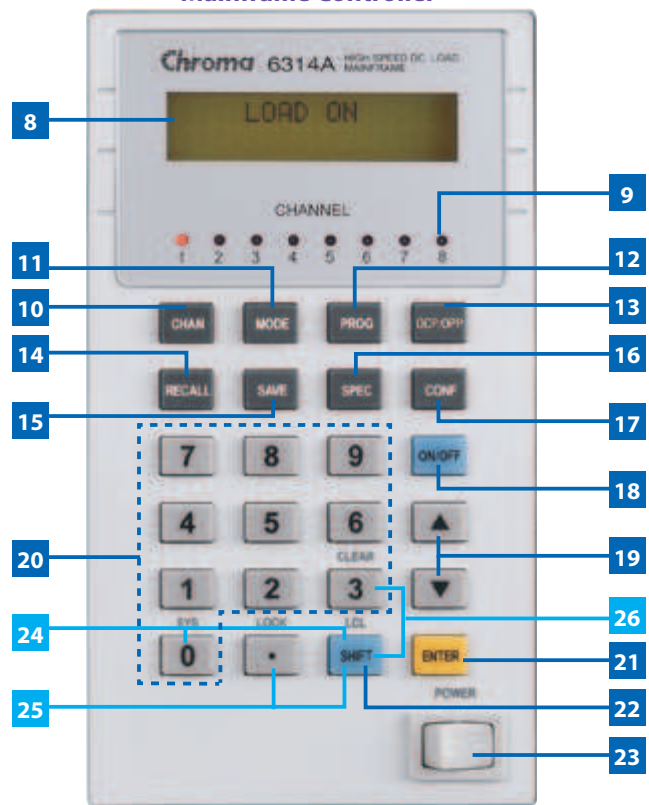 Mainframe Controller
Chroma 6314A HIGH SPEED DC LOAD MAINFRAME
8 LOAD ON
CHANNEL
9
1 2 3 4 5 6 7 8
11 12
10 CHAN MODE PROG OCP/OPP 13
14 16
RECALL SAVE SPEC CONF
15 17
7 8 9 ON/OFF
18
4 5 6 ▲
20 CLEAR 19
1 2 3 ▼
SYS LOCK LCL
24 26
0 . SHIFT ENTER 21
25 POWER 22
23